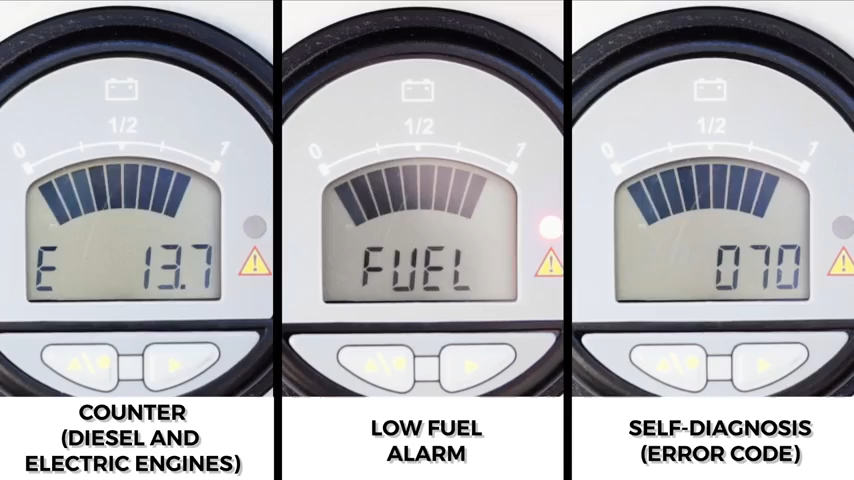 1/2
0 1
E 13.7
COUNTER
(DIESEL AND
ELECTRIC ENGINES)
1/2
0 1
FUEL
LOW FUEL
ALARM
1/2
0 1
070
SELF-DIAGNOSIS
(ERROR CODE)